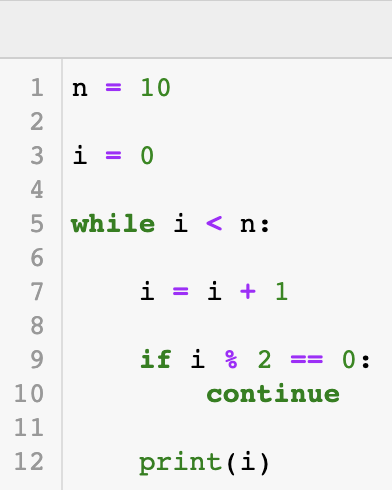 1 n = 10
2
3 i = 0
4
5 while i < n:
6
7     i = i + 1
8
9     if i % 2 == 0:
10         continue
11
12     print(i)